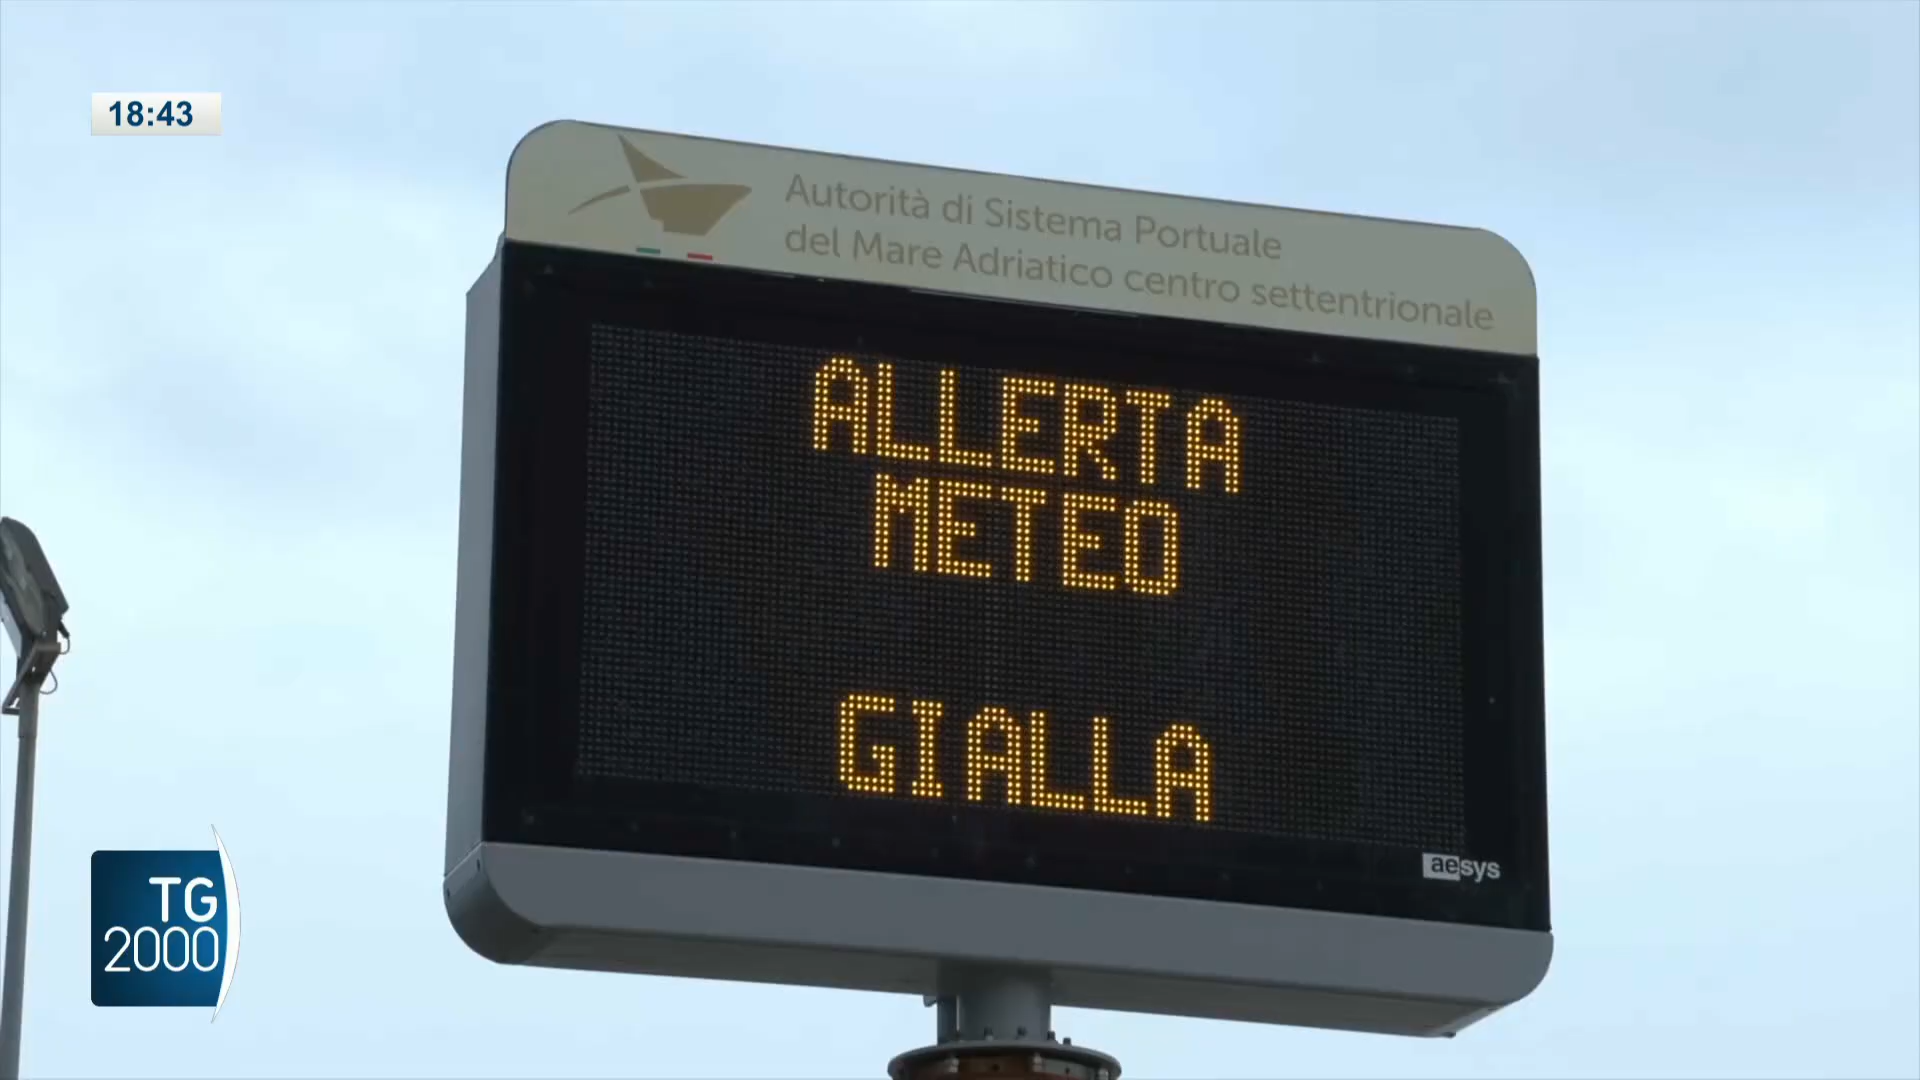 18:43
Autorità di Sistema Portuale
del Mare Adriatico centro settentrionale
ALLERTA
METEO
GIALLA
aesys
TG
2000